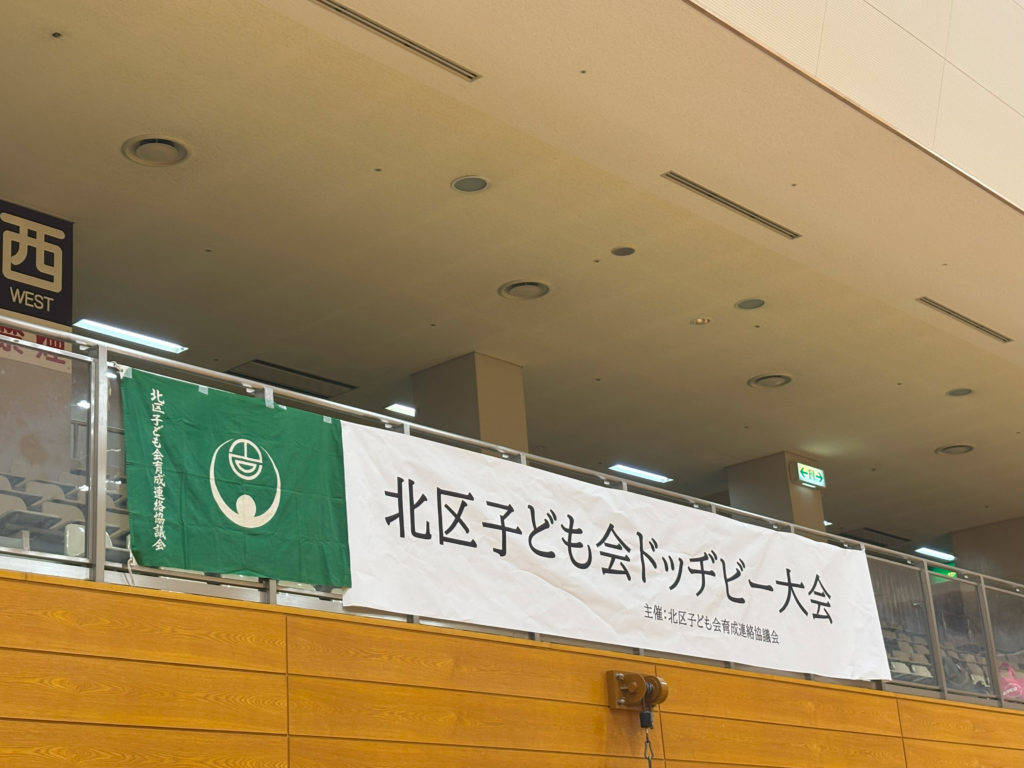 西
WEST
禁煙
北区子ども会育成連絡協議会
北区子ども会ドッヂビー大会
主催：北区子ども会育成連絡協議会